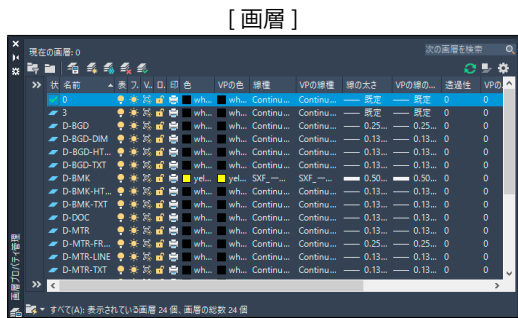 [ 画層 ]
現在の画層: 0
次の画層を検索
状 名前 表 フ. V.. ロ. 印 色 VPの色 線種 VPの線種 線の太さ VPの線の... 透過性 VPの.
0 wh... wh... Continu... Continu... 既定 既定 0 0
3 wh... wh... Continu... Continu... 既定 既定 0 0
D-BGD wh... wh... Continu... Continu... 0.25... 0.25... 0 0
D-BGD-DIM wh... wh... Continu... Continu... 0.13... 0.13... 0 0
D-BGD-HT... wh... wh... Continu... Continu... 0.13... 0.13... 0 0
D-BGD-TXT wh... wh... Continu... Continu... 0.13... 0.13... 0 0
D-BMK yel... yel... SXF_一... SXF_一... 0.50... 0.50... 0 0
D-BMK-HT... wh... wh... Continu... Continu... 0.13... 0.13... 0 0
D-BMK-TXT wh... wh... Continu... Continu... 0.13... 0.13... 0 0
D-DOC wh... wh... Continu... Continu... 0.13... 0.13... 0 0
D-MTR wh... wh... Continu... Continu... 0.13... 0.13... 0 0
D-MTR-FR... wh... wh... Continu... Continu... 0.25... 0.25... 0 0
D-MTR-LINE wh... wh... Continu... Continu... 0.13... 0.13... 0 0
D-MTR-TXT wh... wh... Continu... Continu... 0.13... 0.13... 0 0
すべて(A): 表示されている画層 24 個、画層の総数 24 個
画層プロパティ管理